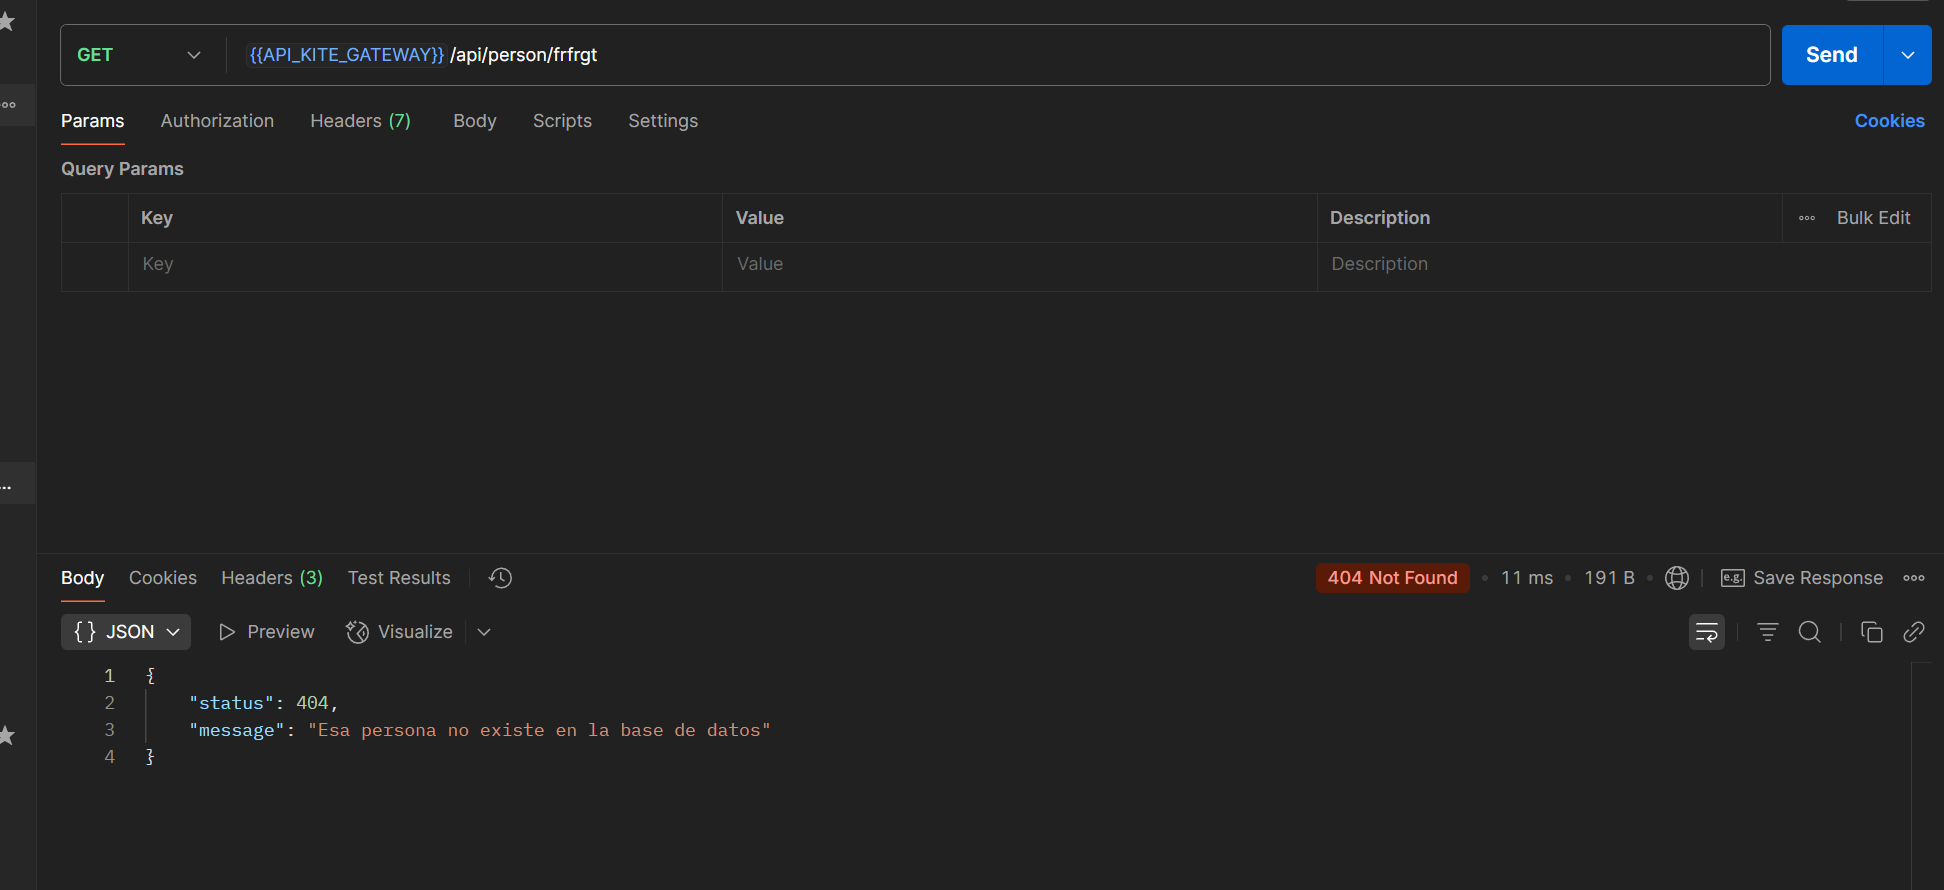 GET {{API_KITE_GATEWAY}} /api/person/frfrgt Send
Params Authorization Headers (7) Body Scripts Settings Cookies
Query Params
Key Value Description Bulk Edit
Key Value Description
Body Cookies Headers (3) Test Results 404 Not Found 11 ms 191 B e.g. Save Response
{} JSON Preview Visualize
1 {
2 "status": 404,
3 "message": "Esa persona no existe en la base de datos"
4 }